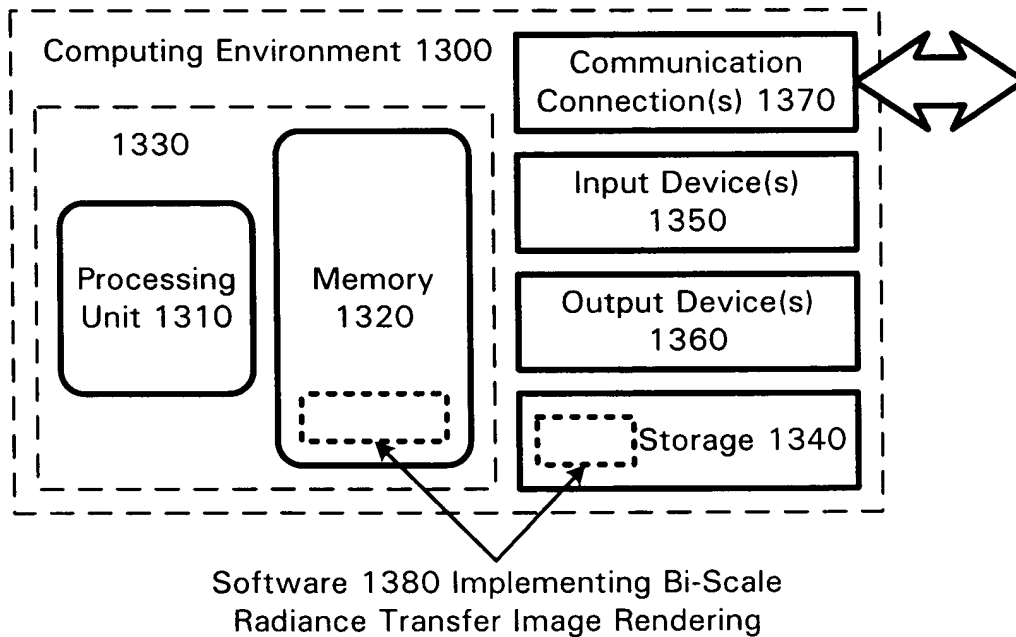 Computing Environment 1300
Communication
Connection(s) 1370
1330
Input Device(s)
1350
Processing
Unit 1310
Memory
1320
Output Device(s)
1360
Storage 1340
Software 1380 Implementing Bi-Scale
Radiance Transfer Image Rendering